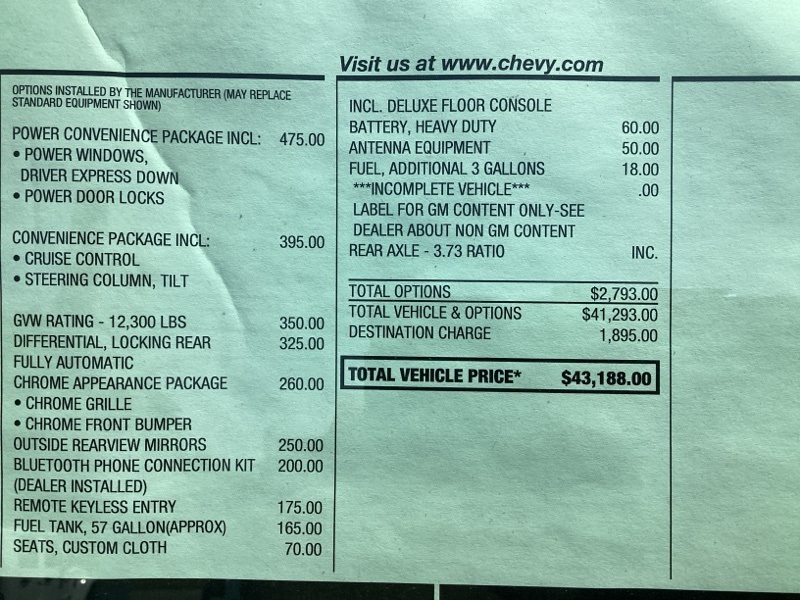 Visit us at www.chevy.com
OPTIONS INSTALLED BY THE MANUFACTURER (MAY REPLACE
STANDARD EQUIPMENT SHOWN)
POWER CONVENIENCE PACKAGE INCL: 475.00
• POWER WINDOWS,
DRIVER EXPRESS DOWN
• POWER DOOR LOCKS
CONVENIENCE PACKAGE INCL: 395.00
• CRUISE CONTROL
• STEERING COLUMN, TILT
GVW RATING - 12,300 LBS 350.00
DIFFERENTIAL, LOCKING REAR 325.00
FULLY AUTOMATIC
CHROME APPEARANCE PACKAGE 260.00
• CHROME GRILLE
• CHROME FRONT BUMPER
OUTSIDE REARVIEW MIRRORS 250.00
BLUETOOTH PHONE CONNECTION KIT 200.00
(DEALER INSTALLED)
REMOTE KEYLESS ENTRY 175.00
FUEL TANK, 57 GALLON(APPROX) 165.00
SEATS, CUSTOM CLOTH 70.00
INCL. DELUXE FLOOR CONSOLE
BATTERY, HEAVY DUTY 60.00
ANTENNA EQUIPMENT 50.00
FUEL, ADDITIONAL 3 GALLONS 18.00
***INCOMPLETE VEHICLE*** .00
LABEL FOR GM CONTENT ONLY-SEE
DEALER ABOUT NON GM CONTENT
REAR AXLE - 3.73 RATIO INC.
TOTAL OPTIONS $2,793.00
TOTAL VEHICLE & OPTIONS $41,293.00
DESTINATION CHARGE 1,895.00
TOTAL VEHICLE PRICE* $43,188.00